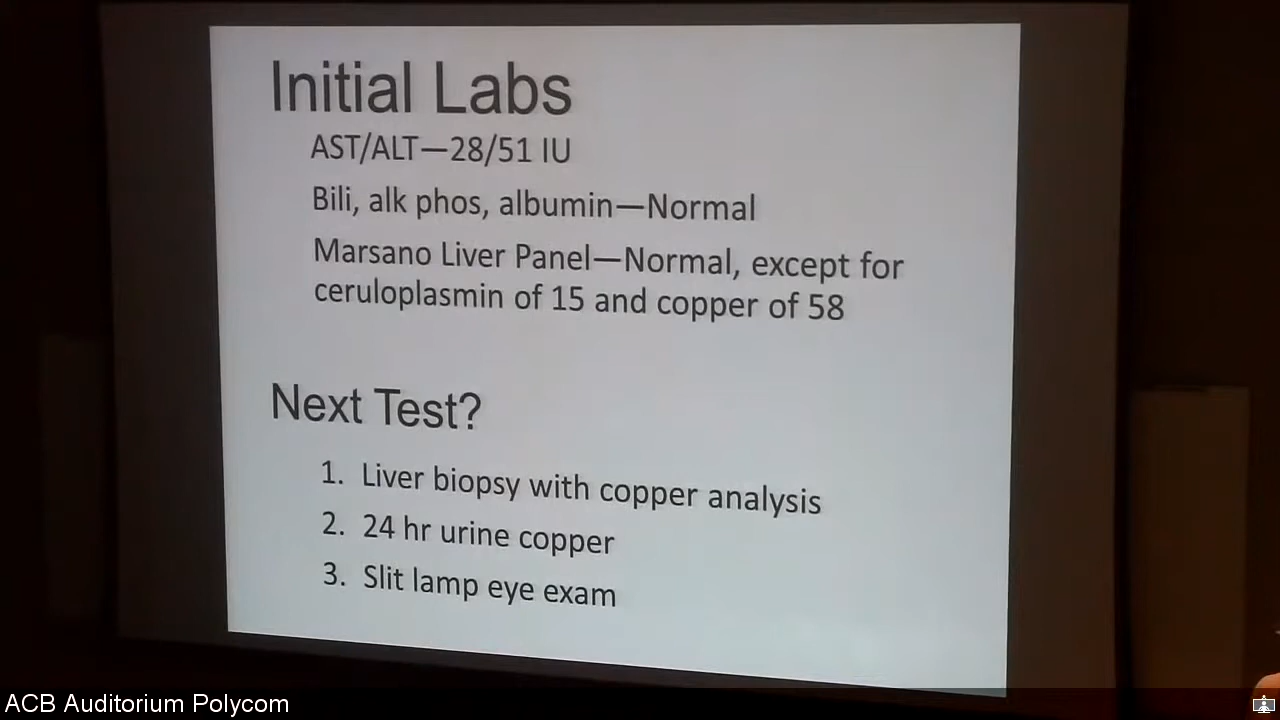 Initial Labs
AST/ALT—28/51 IU
Bili, alk phos, albumin—Normal
Marsano Liver Panel—Normal, except for
ceruloplasmin of 15 and copper of 58
Next Test?
1. Liver biopsy with copper analysis
2. 24 hr urine copper
3. Slit lamp eye exam
ACB Auditorium Polycom